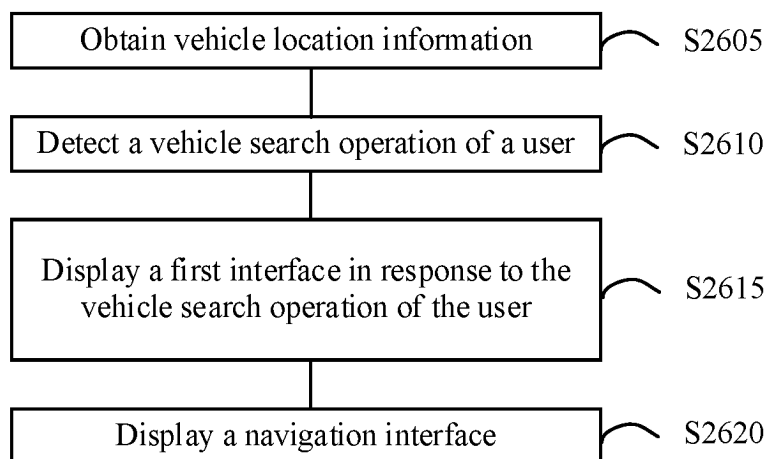 Obtain vehicle location information
S2605
Detect a vehicle search operation of a user
S2610
Display a first interface in response to the
vehicle search operation of the user
S2615
Display a navigation interface
S2620